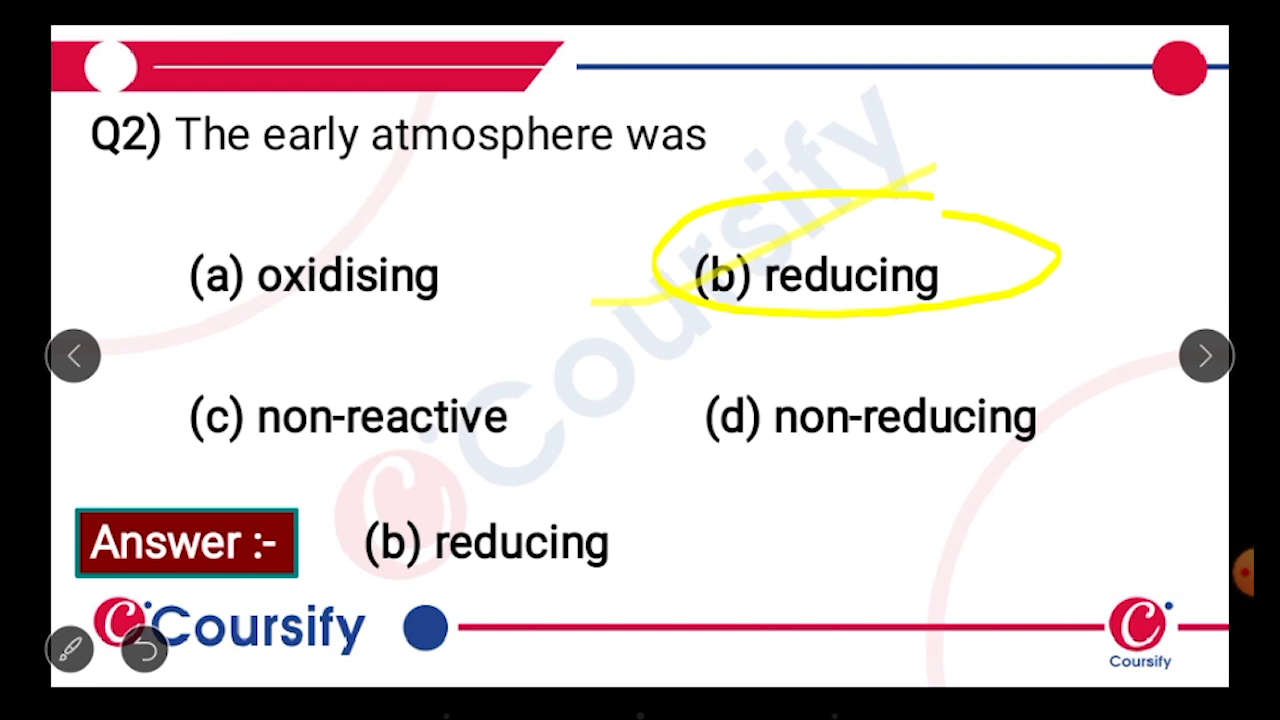 Q2) The early atmosphere was
(a) oxidising
(b) reducing
(c) non-reactive
(d) non-reducing
Coursify
Answer :- (b) reducing
Coursify
Coursify